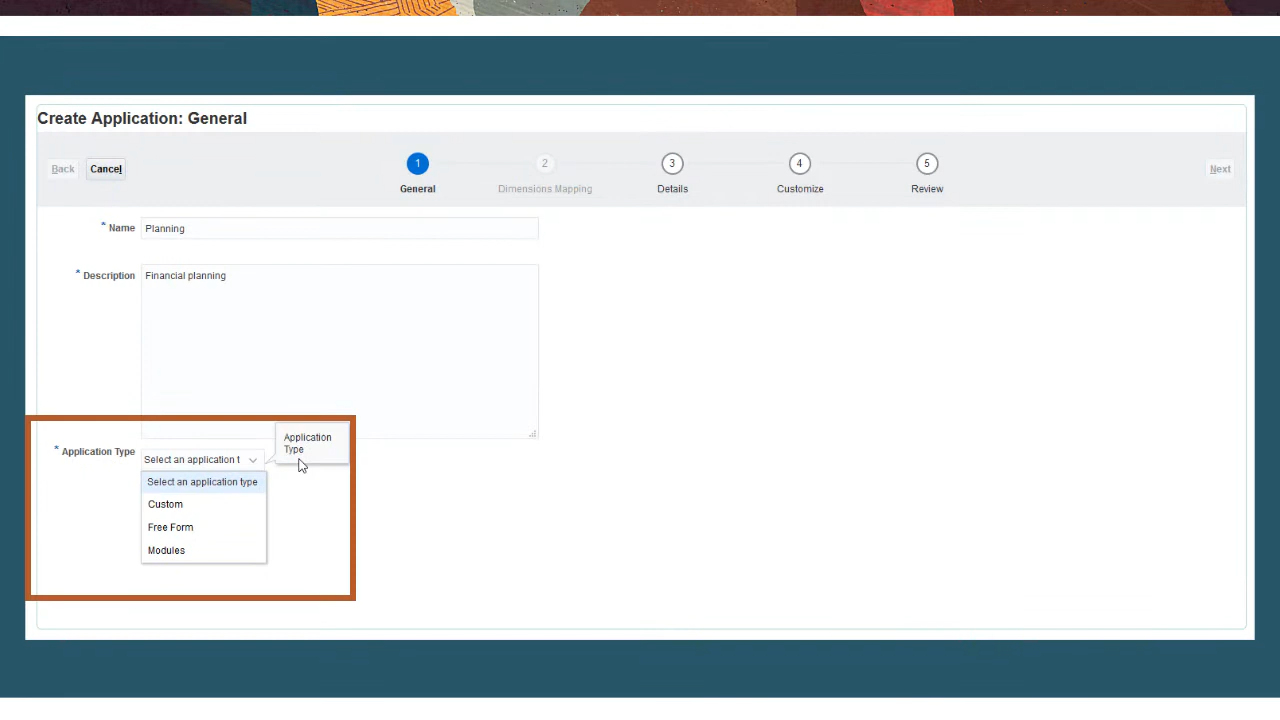 Create Application: General
Back Cancel 1 2 3 4 5 Next
General Dimensions Mapping Details Customize Review
* Name Planning
* Description Financial planning
* Application Type Select an application t
Application
Type
Select an application type
Custom
Free Form
Modules